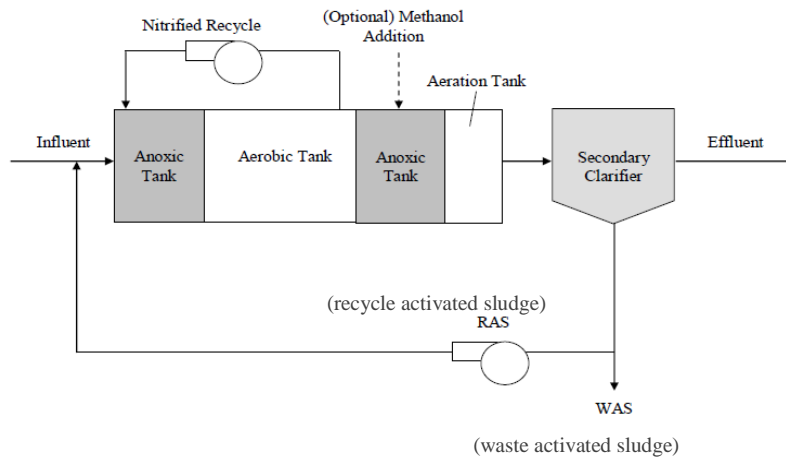 (Optional) Methanol
Addition
Nitrified Recycle
Aeration Tank
Influent
Anoxic
Tank
Aerobic Tank
Anoxic
Tank
Secondary
Clarifier
Effluent
(recycle activated sludge)
RAS
WAS
(waste activated sludge)